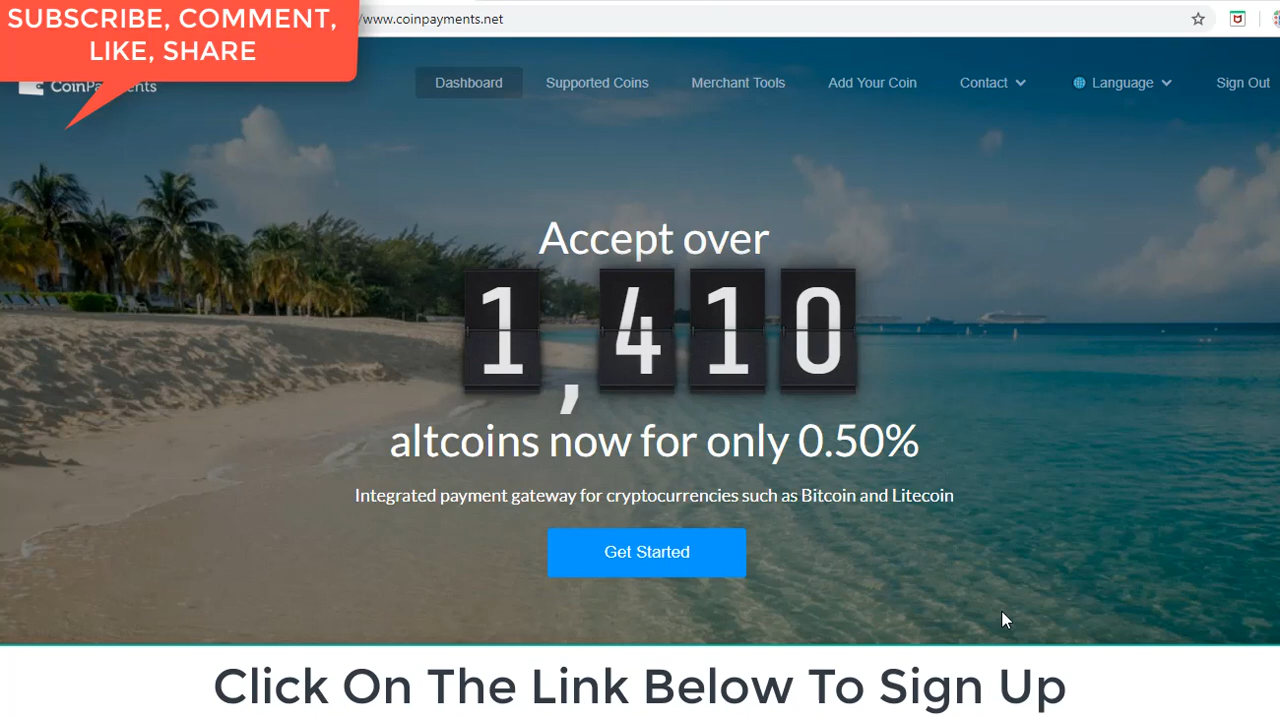 SUBSCRIBE, COMMENT,
LIKE, SHARE
/www.coinpayments.net
CoinPayments
Dashboard
Supported Coins
Merchant Tools
Add Your Coin
Contact
Language
Sign Out
Accept over
1,410
altcoins now for only 0.50%
Integrated payment gateway for cryptocurrencies such as Bitcoin and Litecoin
Get Started
Click On The Link Below To Sign Up